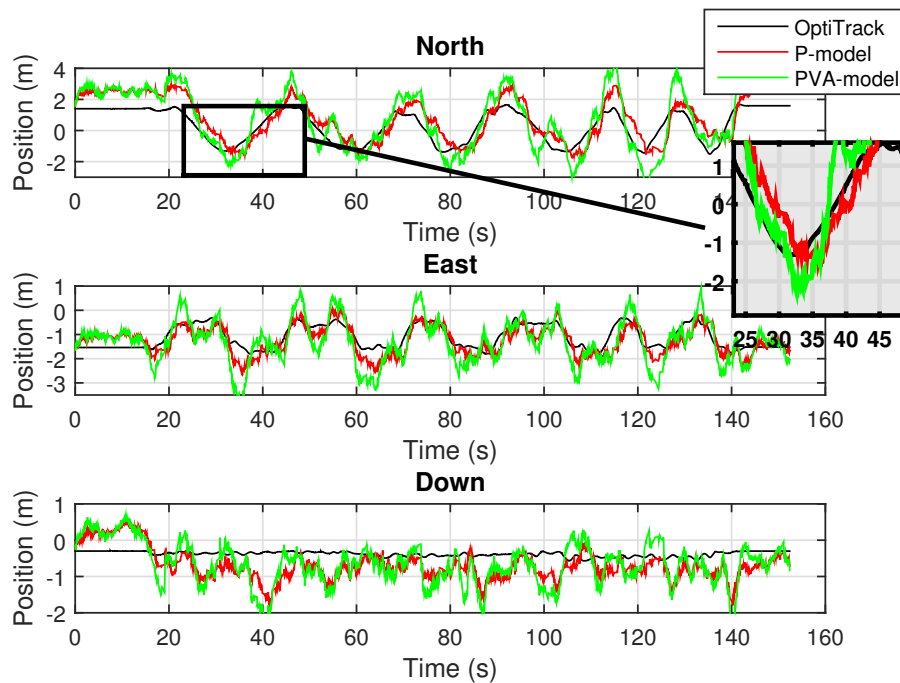 OptiTrack
P-model
PVA-model
North
Position (m)
4
2
0
-2
0 20 40 60 80 100 120 140 160
Time (s)
1
0
-1
-2
25 30 35 40 45
East
Position (m)
1
0
-1
-2
-3
0 20 40 60 80 100 120
Time (s)
Down
Position (m)
1
0
-1
-2
0 20 40 60 80 100 120 140 160
Time (s)